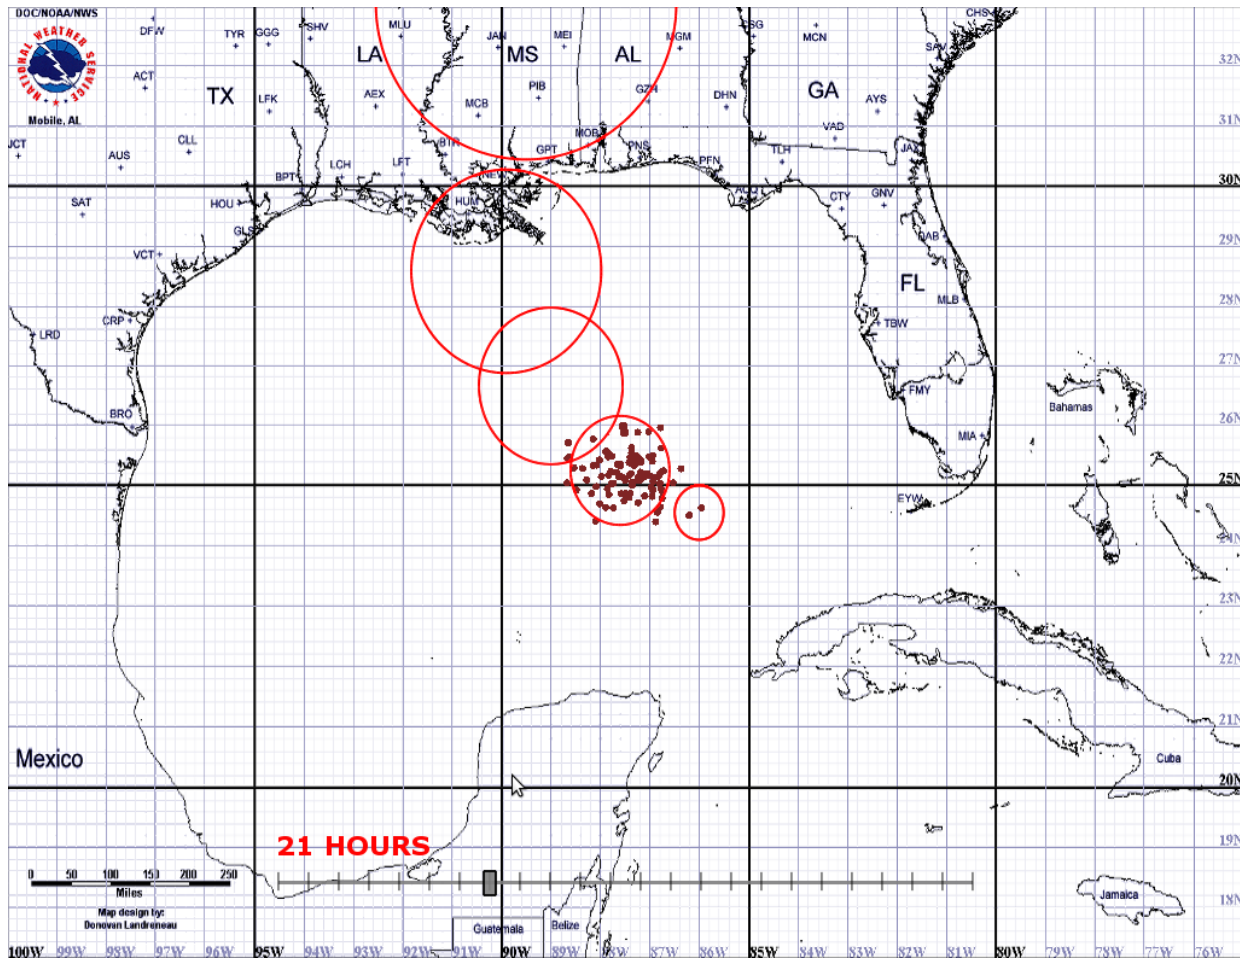 DOC/NOAA/NWS
CHS
DFW
TYR
GGG
SHV
MLU
JAN
MEI
MGM
MCN
SAV
LA
MS
AL
32N
ACT
TX
LFK
AEX
MCB
PIB
GZH
DHN
GA
AYS
NATIONAL WEATHER SERVICE
Mobile, AL
31N
JCT
AUS
CLL
LCH
LFT
BTR
GPT
MOB
PNS
PFN
TLH
VAD
JAX
BPT
30N
SAT
HOU
HUM
AQQ
CTY
GNV
GLS
DAB
29N
VCT
FL
MLB
28N
LRD
CRP
TBW
27N
FMY
BRO
Bahamas
26N
MIA
25N
EYW
24N
23N
22N
21N
Mexico
Cuba
20N
21 HOURS
19N
0 50 100 150 200 250
Miles
Jamaica
18N
Map design by:
Donovan Landreneau
Guatemala
Belize
100W 99W 98W 97W 96W 95W 94W 93W 92W 91W 90W 89W 88W 87W 86W 85W 84W 83W 82W 81W 80W 79W 78W 77W 76W